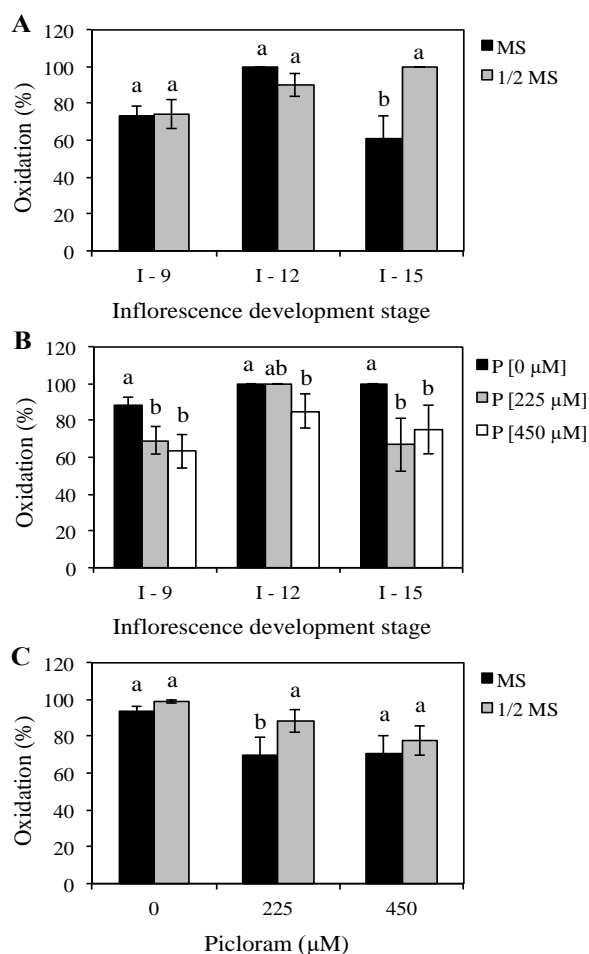 A
120
100
80
60
40
20
0
Oxidation (%)
a a a a b a
MS
1/2 MS
I - 9 I - 12 I - 15
Inflorescence development stage
B
120
100
80
60
40
20
0
Oxidation (%)
a b b a ab b a b b
P [0 µM]
P [225 µM]
P [450 µM]
I - 9 I - 12 I - 15
Inflorescence development stage
C
120
100
80
60
40
20
0
Oxidation (%)
a a b a a a
MS
1/2 MS
0 225 450
Picloram (µM)